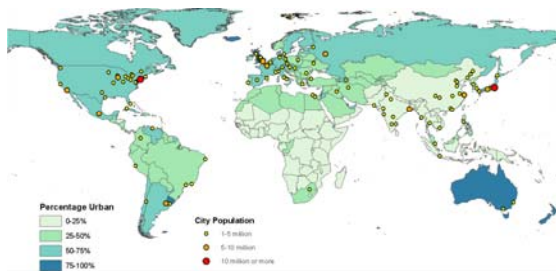 Percentage Urban
0-25%
25-50%
50-75%
75-100%
City Population
1-5 million
5-10 million
10 million or more